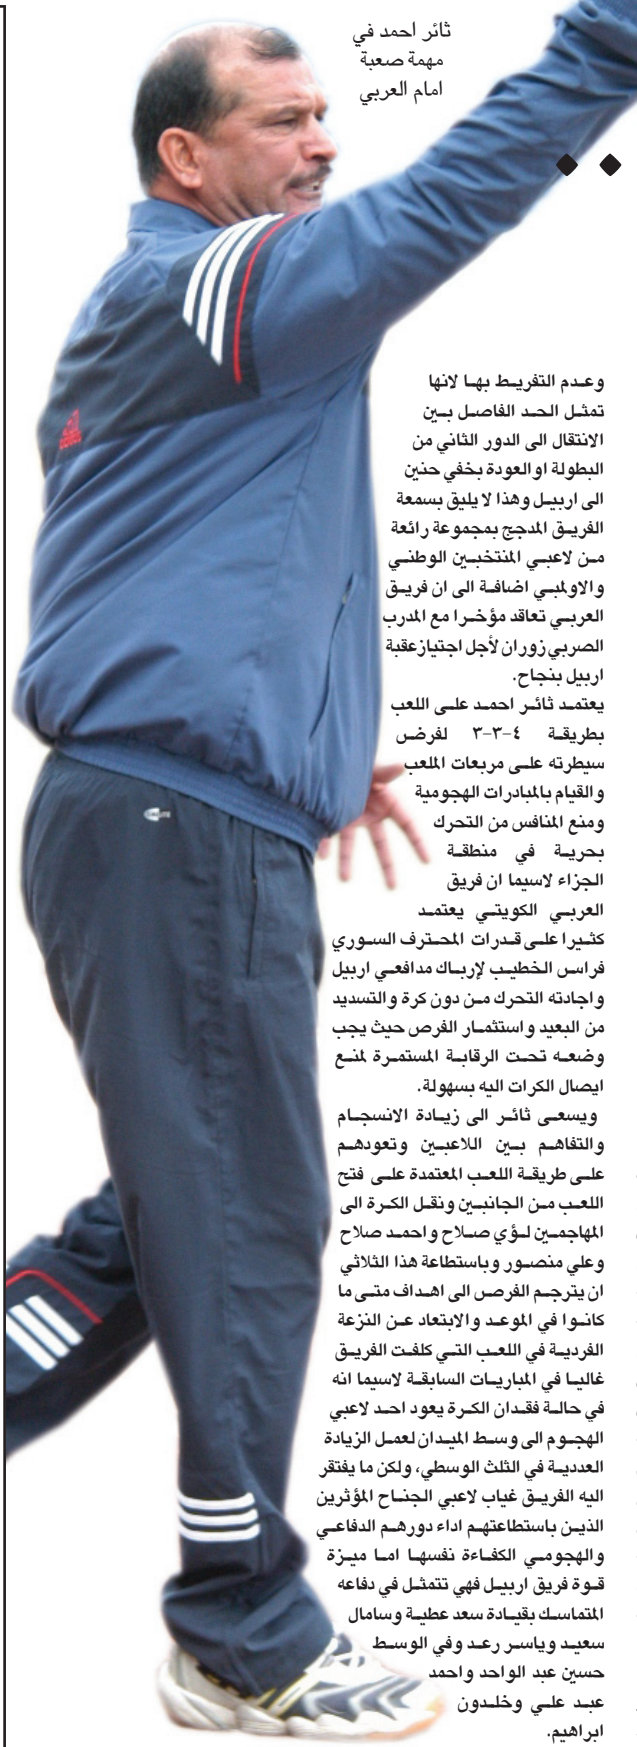 ثائر احمد في
مهمة صعبة
امام العربي
وعدم التفريط بها لانها
تمثل الحد الفاصل بين
الانتقال الى الدور الثاني من
البطولة او العودة بخفي حنين
الى اربيل وهذا لا يليق بسمعة
الفريق المدجج بمجموعة رائعة
من لاعبي المنتخبين الوطني
والاولمبي اضافة الى ان فريق
العربي تعاقد مؤخرا مع المدرب
الصربي زوران لأجل اجتياز عقبة
اربيل بنجاح.
يعتمد ثائر احمد على اللعب
بطريقة ٤-٣-٣ لفرض
سيطرته على مربعات الملعب
والقيام بالمبادرات الهجومية
ومنع المنافس من التحرك
بحرية في منطقة
الجزاء لاسيما ان فريق
العربي الكويتي يعتمد
كثيرا على قدرات المحترف السوري
فراس الخطيب لإرباك مدافعي اربيل
واجادته التحرك من دون كرة والتسديد
من البعيد واستثمار الفرص حيث يجب
وضعه تحت الرقابة المستمرة لمنع
ايصال الكرات اليه بسهولة.
ويسعى ثائر الى زيادة الانسجام
والتفاهم بين اللاعبين وتعودهم
على طريقة اللعب المعتمدة على فتح
اللعب من الجانبين ونقل الكرة الى
المهاجمين لؤي صلاح واحمد صلاح
وعلي منصور وباستطاعة هذا الثلاثي
ان يترجم الفرص الى اهداف متى ما
كانوا في الموعد والابتعاد عن النزعة
الفردية في اللعب التي كلفت الفريق
غاليا في المباريات السابقة لاسيما انه
في حالة فقدان الكرة يعود احد لاعبي
الهجوم الى وسط الميدان لعمل الزيادة
العددية في الثلث الوسطي، ولكن ما يفتقر
اليه الفريق غياب لاعبي الجناح المؤثرين
الذين باستطاعتهم اداء دورهم الدفاعي
والهجومي الكفاءة نفسها اما ميزة
قوة فريق اربيل فهي تتمثل في دفاعه
المتماسك بقيادة سعد عطية وسامال
سعيد وياسر رعد وفي الوسط
حسين عبد الواحد واحمد
عبد علي وخلدون
ابراهيم.